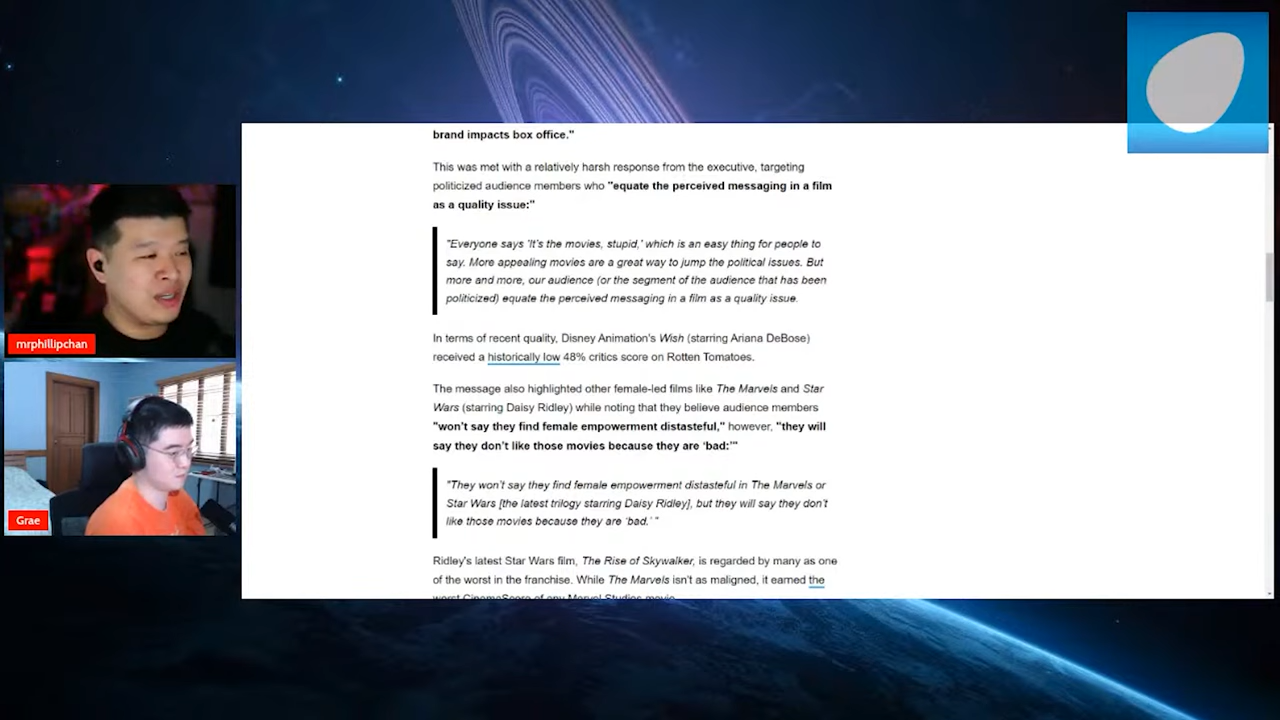 brand impacts box office."
This was met with a relatively harsh response from the executive, targeting
politicized audience members who "equate the perceived messaging in a film
as a quality issue:"
"Everyone says 'It's the movies, stupid,' which is an easy thing for people to
say. More appealing movies are a great way to jump the political issues. But
more and more, our audience (or the segment of the audience that has been
politicized) equate the perceived messaging in a film as a quality issue.
In terms of recent quality, Disney Animation's Wish (starring Ariana DeBose)
received a historically low 48% critics score on Rotten Tomatoes.
The message also highlighted other female-led films like The Marvels and Star
Wars (starring Daisy Ridley) while noting that they believe audience members
"won't say they find female empowerment distasteful," however, "they will
say they don't like those movies because they are 'bad:'"
"They won't say they find female empowerment distasteful in The Marvels or
Star Wars [the latest trilogy starring Daisy Ridley], but they will say they don't
like those movies because they are 'bad.' "
Ridley's latest Star Wars film, The Rise of Skywalker, is regarded by many as one
of the worst in the franchise. While The Marvels isn't as maligned, it earned the
worst CinemaScore of any Marvel Studios movie.
mrphillipchan
Grae